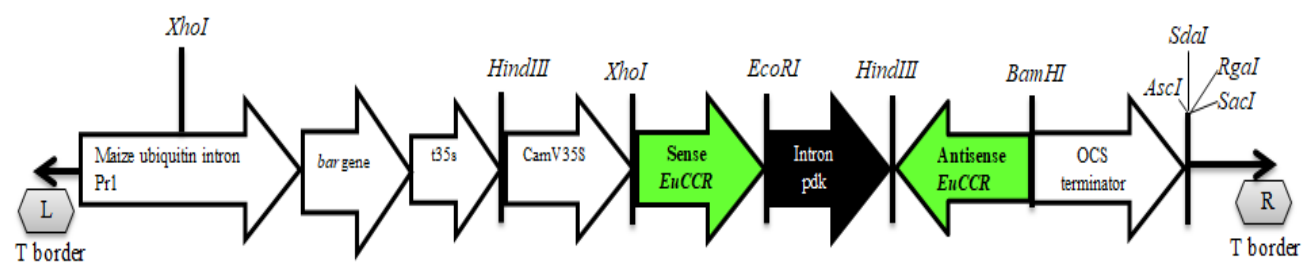 XhoI
HindIII
XhoI
EcoRI
HindIII
BamHI
AscI
SdaI
RgaI
SacI
Maize ubiquitin intron
Pr1
bar gene
t35s
CamV35S
Sense
EuCCR
Intron
pdk
Antisense
EuCCR
OCS
terminator
L
T border
R
T border